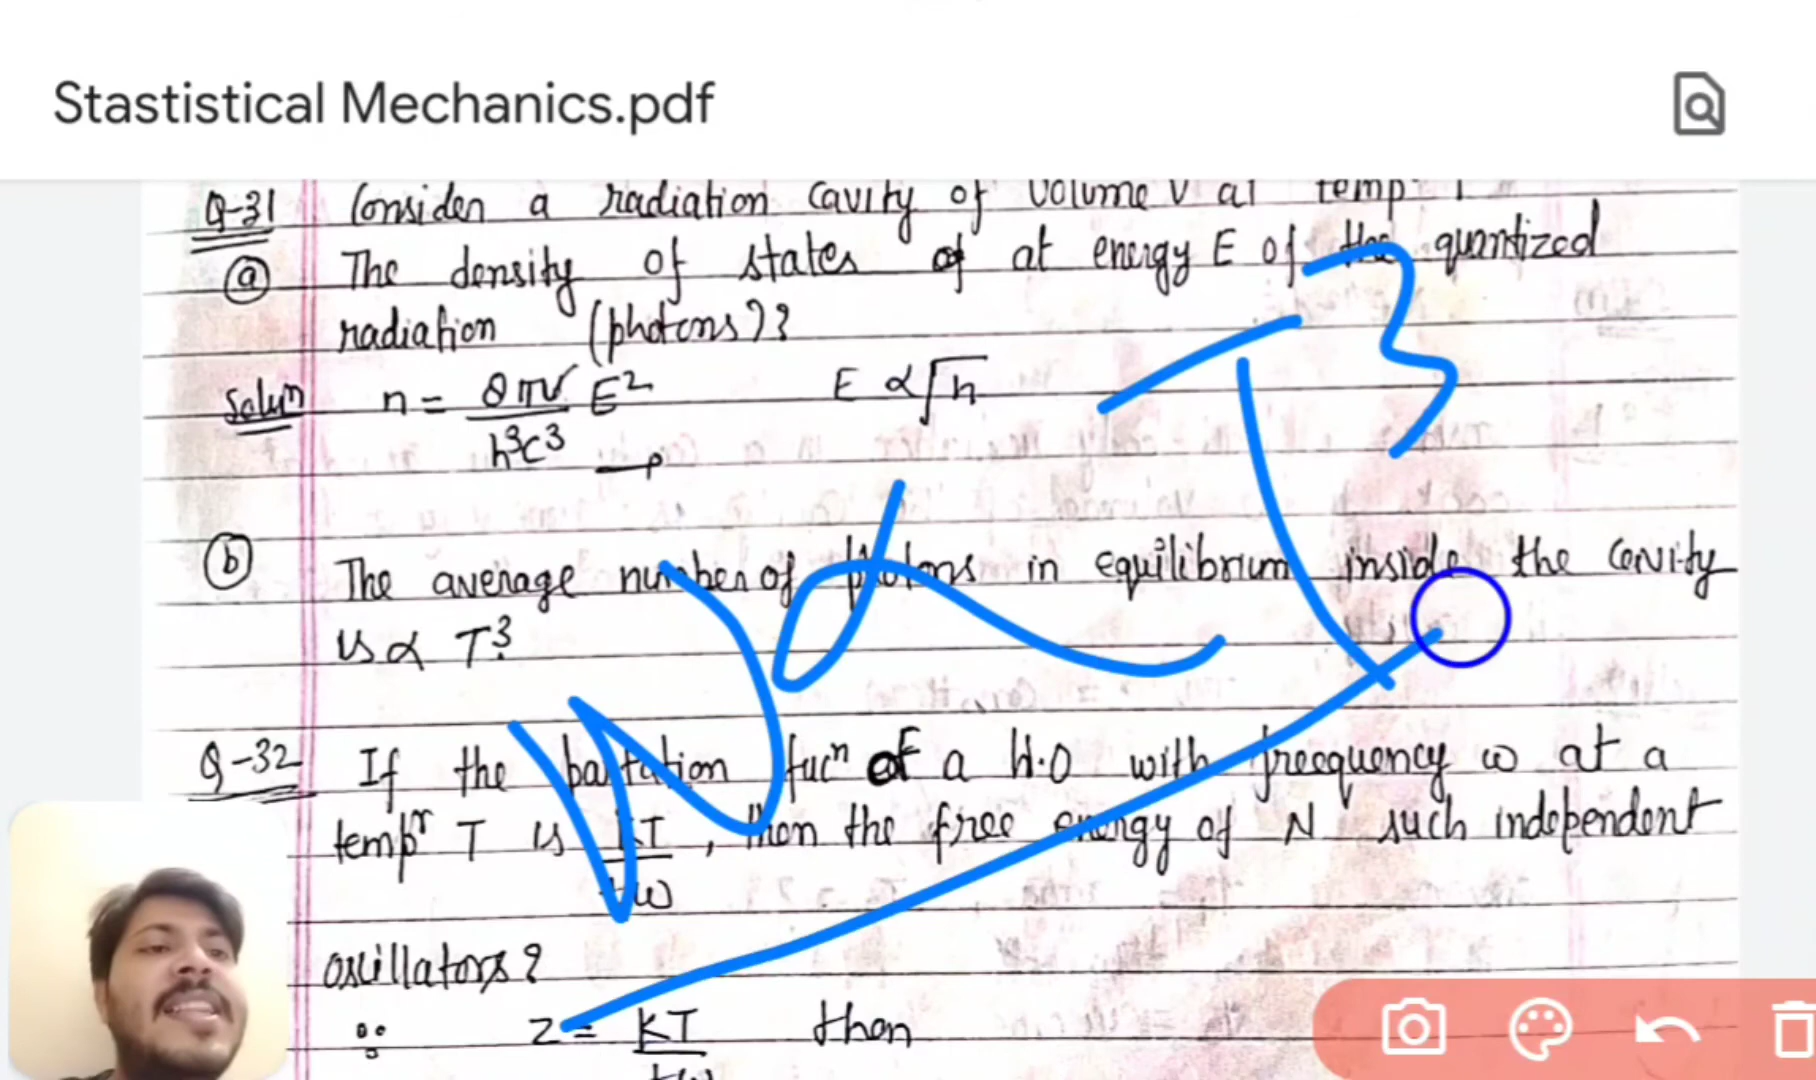 Stastistical Mechanics.pdf
Q-31 Consider a radiation cavity of volume V at temp. T
(a) The density of states of at energy E of the quantized
radiation (photons)?
Soluⁿ n = 8πV/h³c³ E² E ∝ √n
N ∝ T³
(b) The average number of photons in equilibrium inside the cavity
is ∝ T³.
Q-32 If the partation fucⁿ of a H.O with freequency ω at a
tempʳ T is kT/ħω, then the free energy of N such independent
oscillators?
∴ z = KT/ħω then